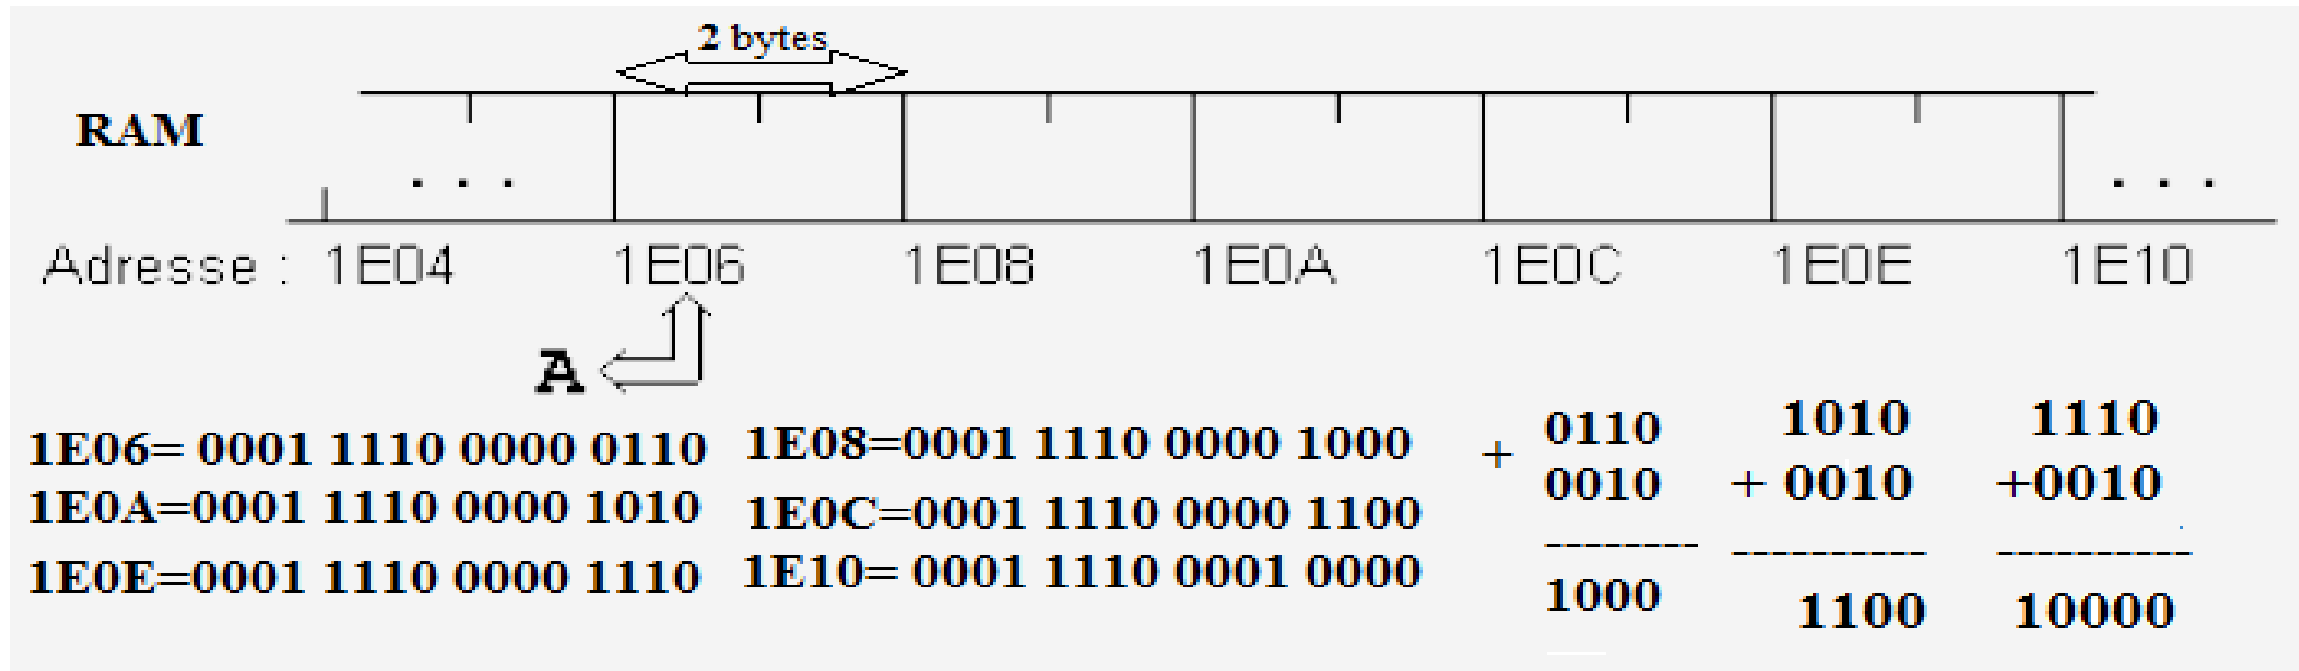 2 bytes
RAM
. . . . . .
Adresse : 1E04 1E06 1E08 1E0A 1E0C 1E0E 1E10
A
1E06= 0001 1110 0000 0110 1E08=0001 1110 0000 1000
1E0A=0001 1110 0000 1010 1E0C=0001 1110 0000 1100
1E0E=0001 1110 0000 1110 1E10= 0001 1110 0001 0000
+ 0110 1010 1110
0010 + 0010 +0010
-------- ---------- ----------
1000 1100 10000